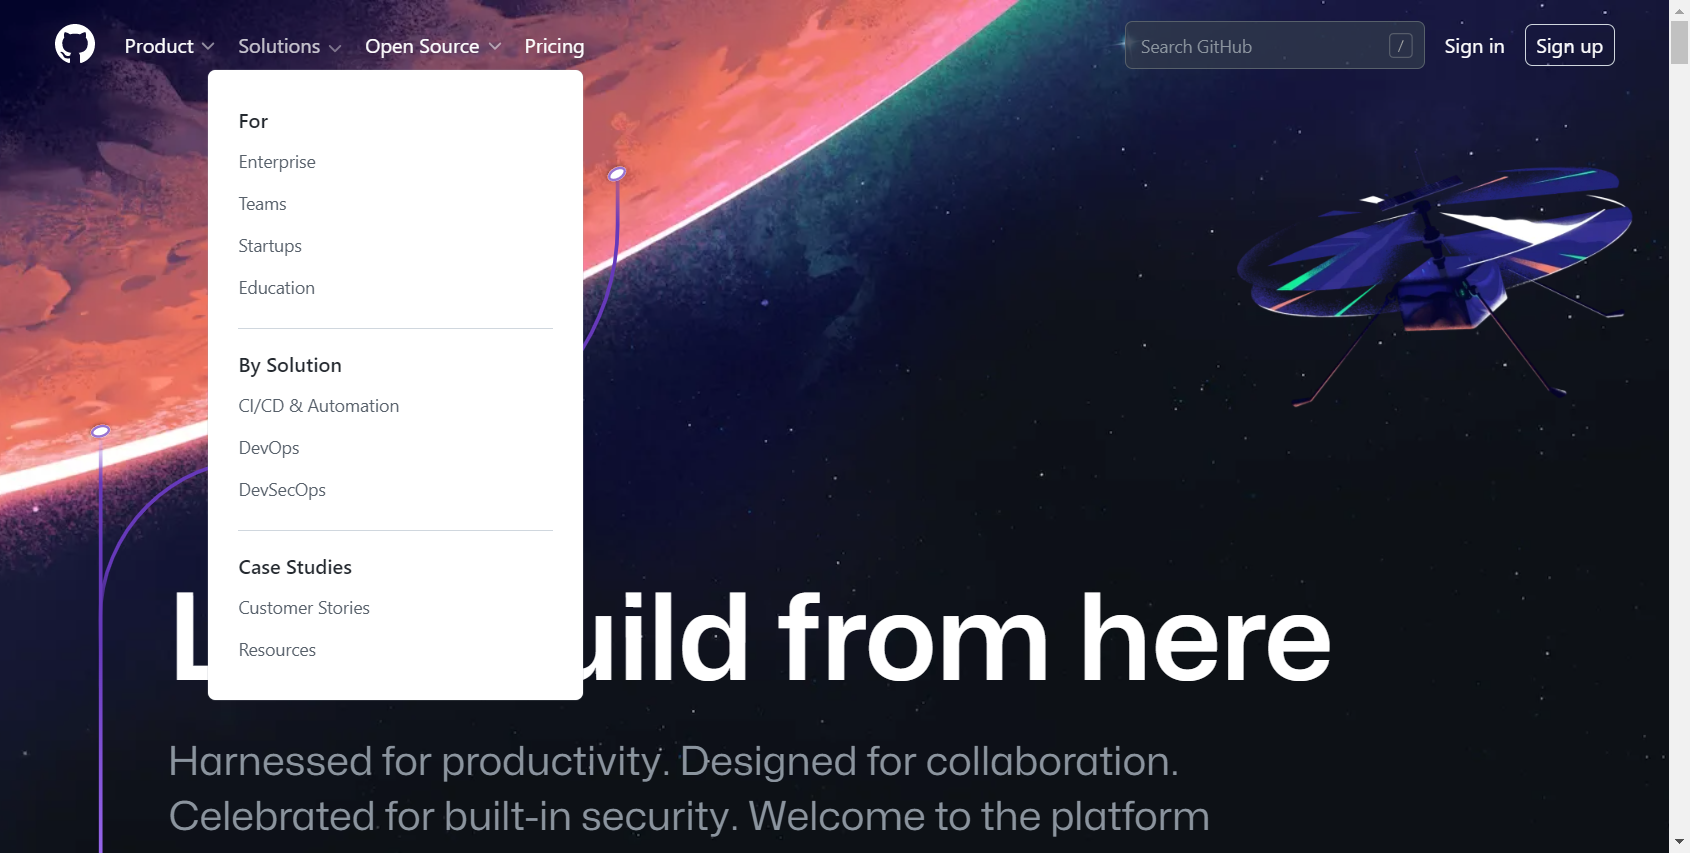 Product Solutions Open Source Pricing Search GitHub / Sign in Sign up
For
Enterprise
Teams
Startups
Education
By Solution
CI/CD & Automation
DevOps
DevSecOps
Case Studies
Customer Stories
Resources
L uild from here
Harnessed for productivity. Designed for collaboration.
Celebrated for built-in security. Welcome to the platform